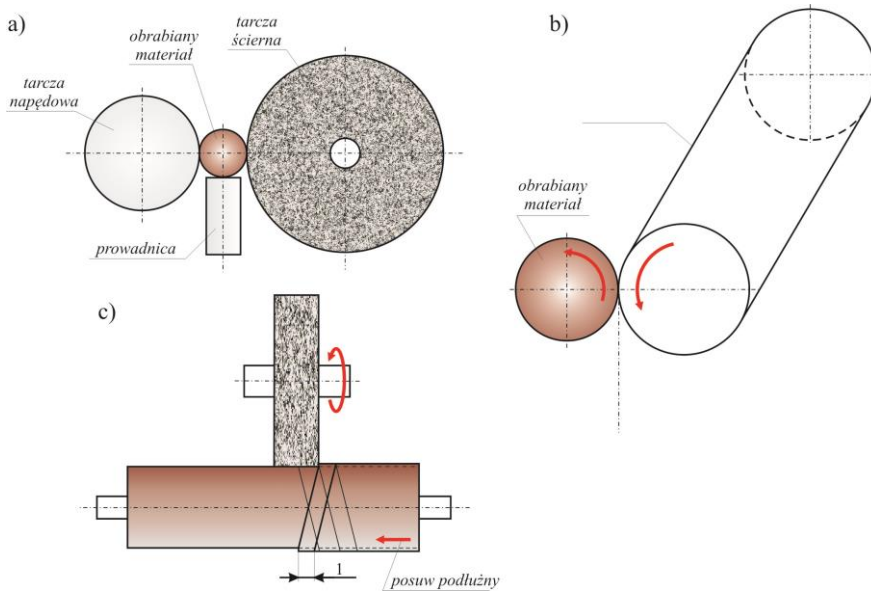 a)
tarcza
ścierna
obrabiany
materiał
tarcza
napędowa
prowadnica
b)
obrabiany
materiał
c)
1
posuw podłużny